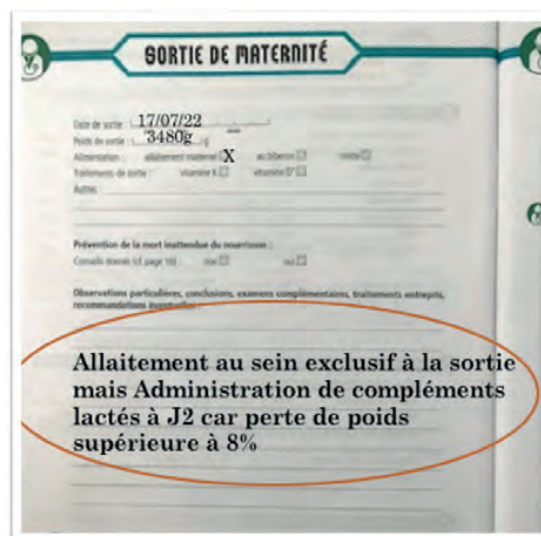 SORTIE DE MATERNITÉ
Date de sortie : 17/07/22
Poids de sortie : 3480g g
Alimentation : allaitement maternel X au biberon mixte
Traitements de sortie : vitamine K vitamine D
Autres
Prévention de la mort inattendue du nourrisson :
Conseils donnés (cf. page 16) : non oui
Observations particulières, conclusions, examens complémentaires, traitements entrepris,
recommandations éventuelles :
Allaitement au sein exclusif à la sortie
mais Administration de compléments
lactés à J2 car perte de poids
supérieure à 8%